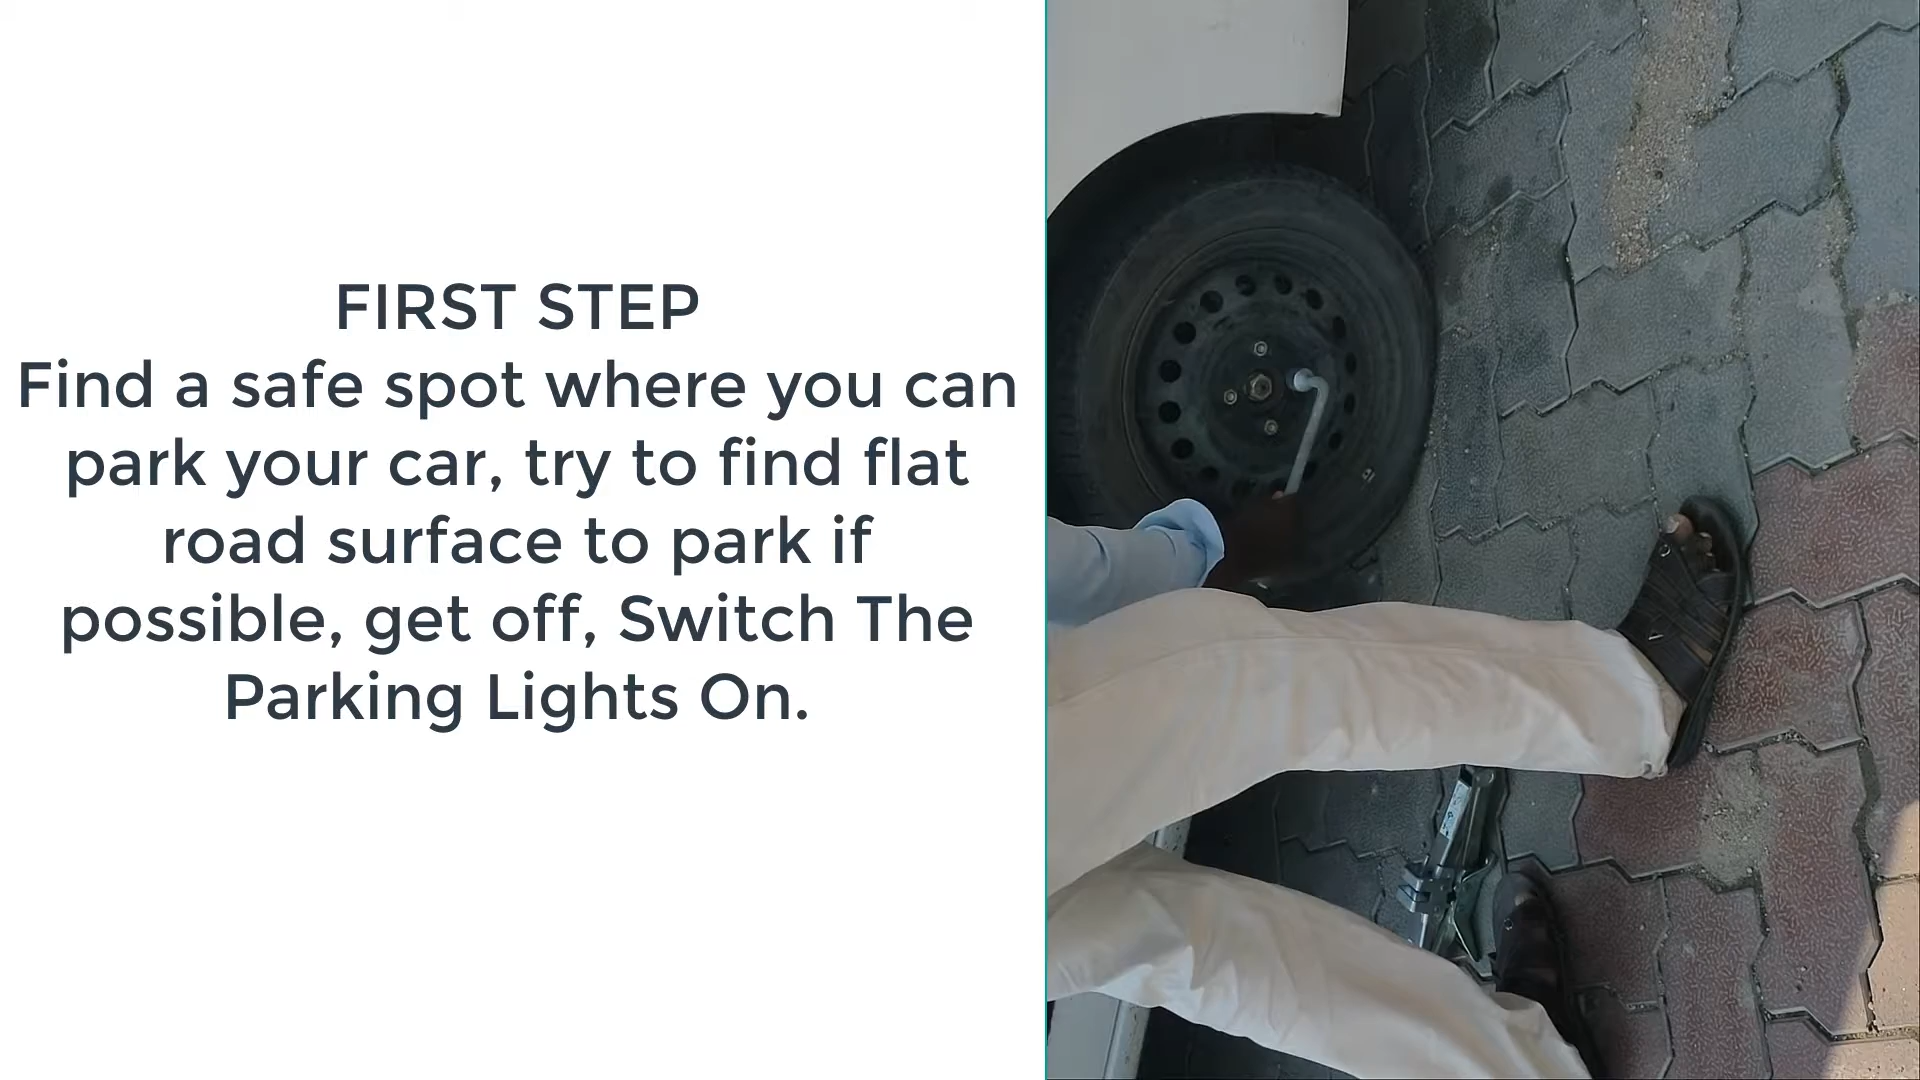 FIRST STEP
Find a safe spot where you can
park your car, try to find flat
road surface to park if
possible, get off, Switch The
Parking Lights On.